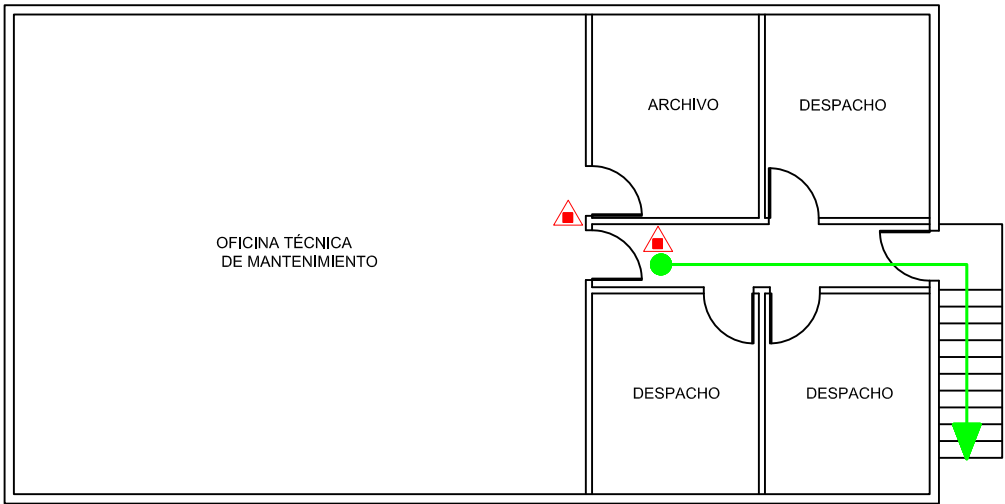 ARCHIVO
DESPACHO
OFICINA TÉCNICA
DE MANTENIMIENTO
DESPACHO
DESPACHO